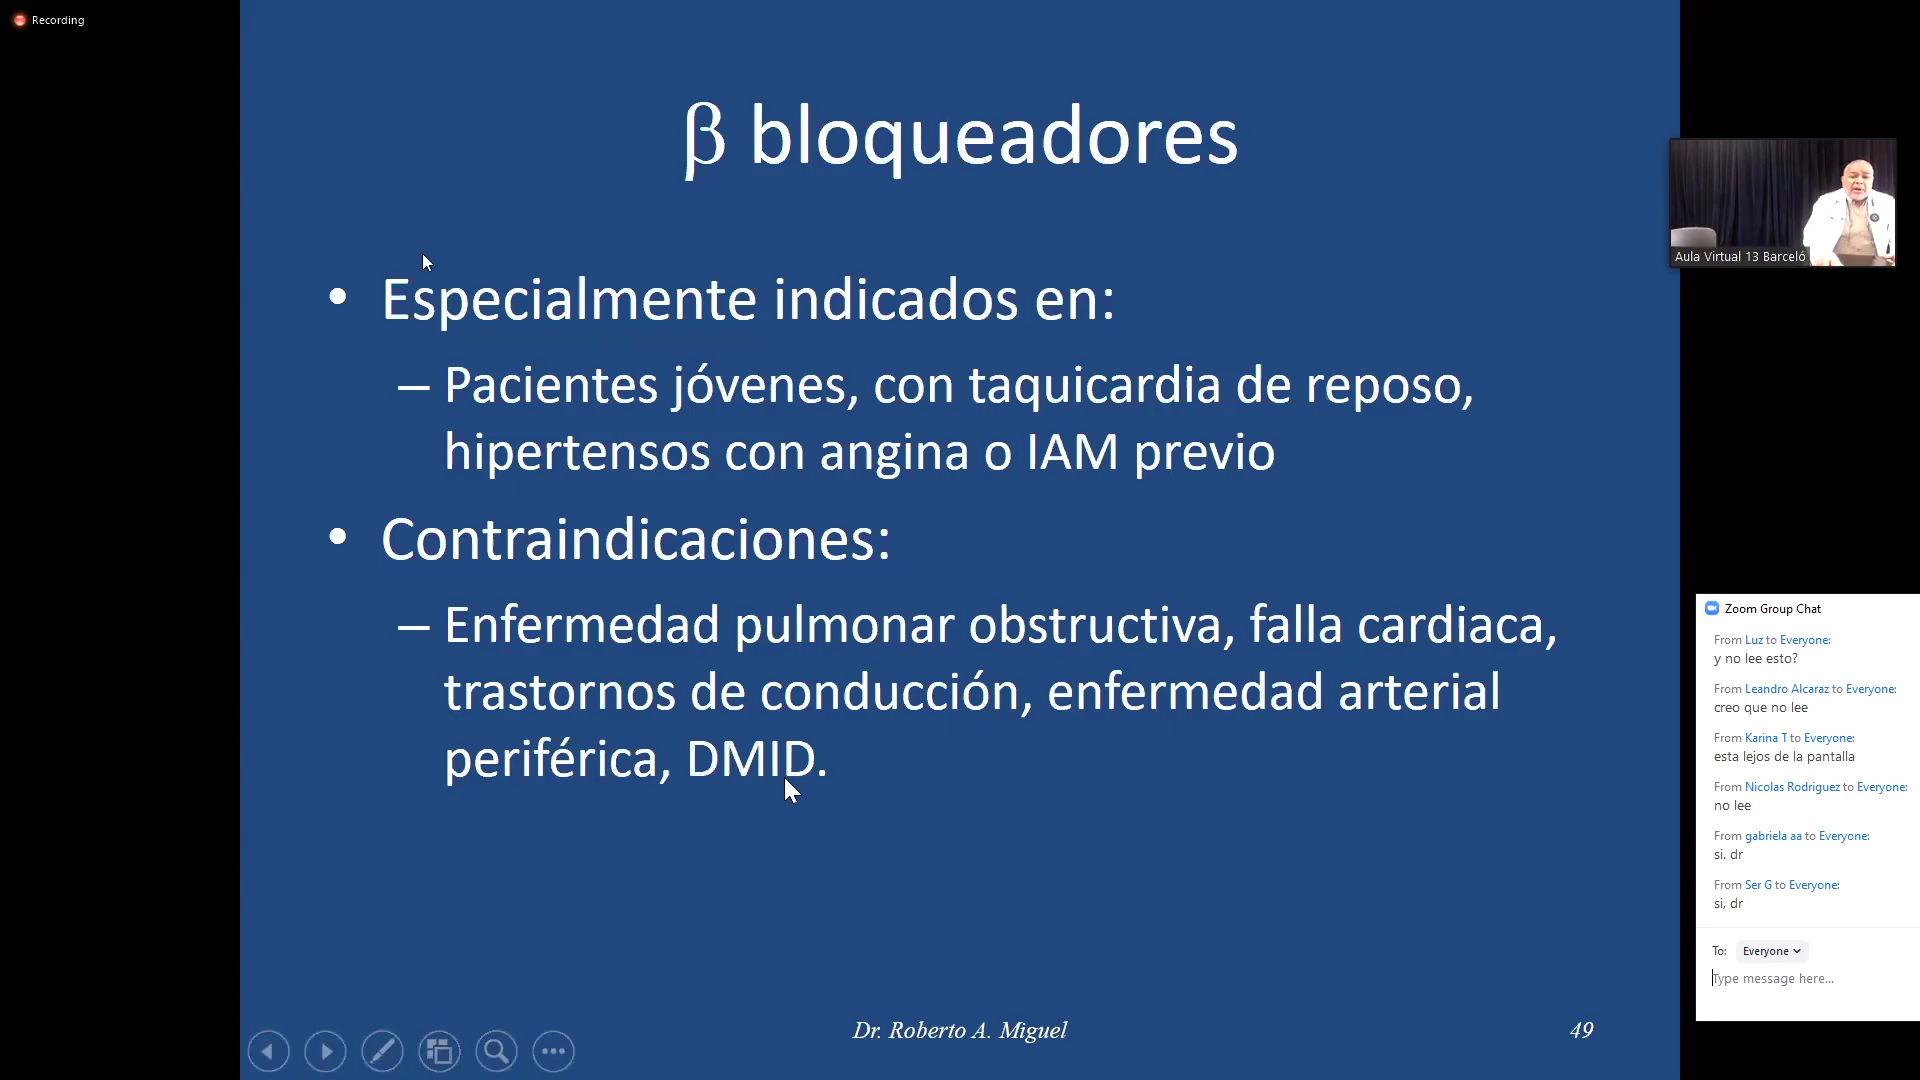 Recording
β bloqueadores
• Especialmente indicados en:
– Pacientes jóvenes, con taquicardia de reposo,
hipertensos con angina o IAM previo
• Contraindicaciones:
– Enfermedad pulmonar obstructiva, falla cardiaca,
trastornos de conducción, enfermedad arterial
periférica, DMID.
Dr. Roberto A. Miguel
49
Aula Virtual 13 Barceló
Zoom Group Chat
From Luz to Everyone:
y no lee esto?
From Leandro Alcaraz to Everyone:
creo que no lee
From Karina T to Everyone:
esta lejos de la pantalla
From Nicolas Rodriguez to Everyone:
no lee
From gabriela aa to Everyone:
si. dr
From Ser G to Everyone:
si, dr
To: Everyone
Type message here...